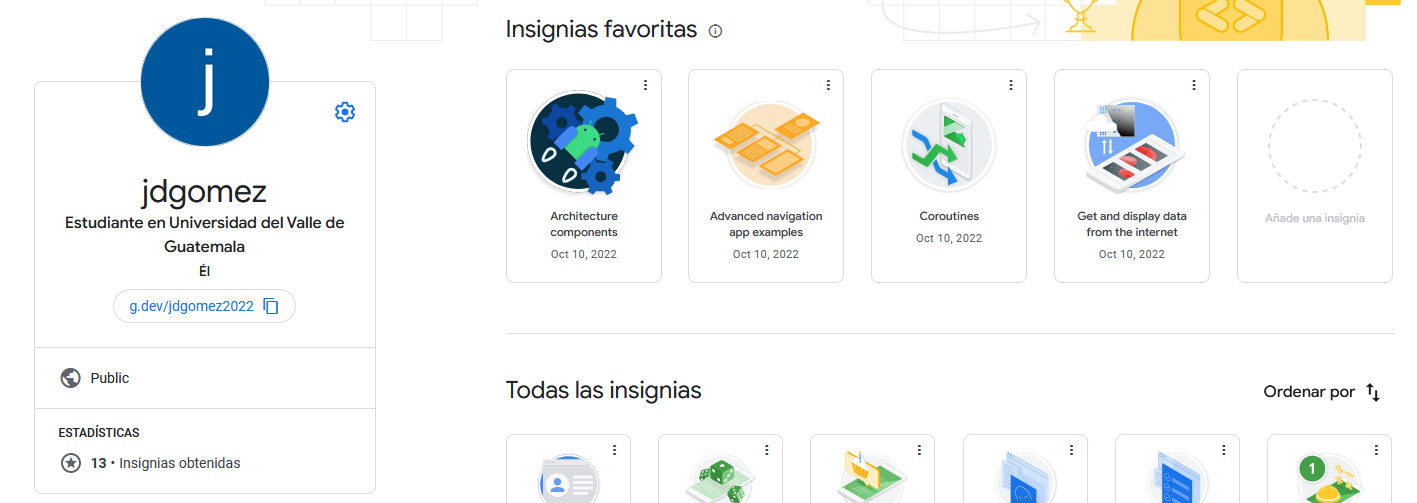 j
jdgomez
Estudiante en Universidad del Valle de
Guatemala
Él
g.dev/jdgomez2022
Public
ESTADÍSTICAS
13 • Insignias obtenidas
Insignias favoritas
Architecture
components
Oct 10, 2022
Advanced navigation
app examples
Oct 10, 2022
Coroutines
Oct 10, 2022
Get and display data
from the internet
Oct 10, 2022
Añade una insignia
Todas las insignias
Ordenar por
1